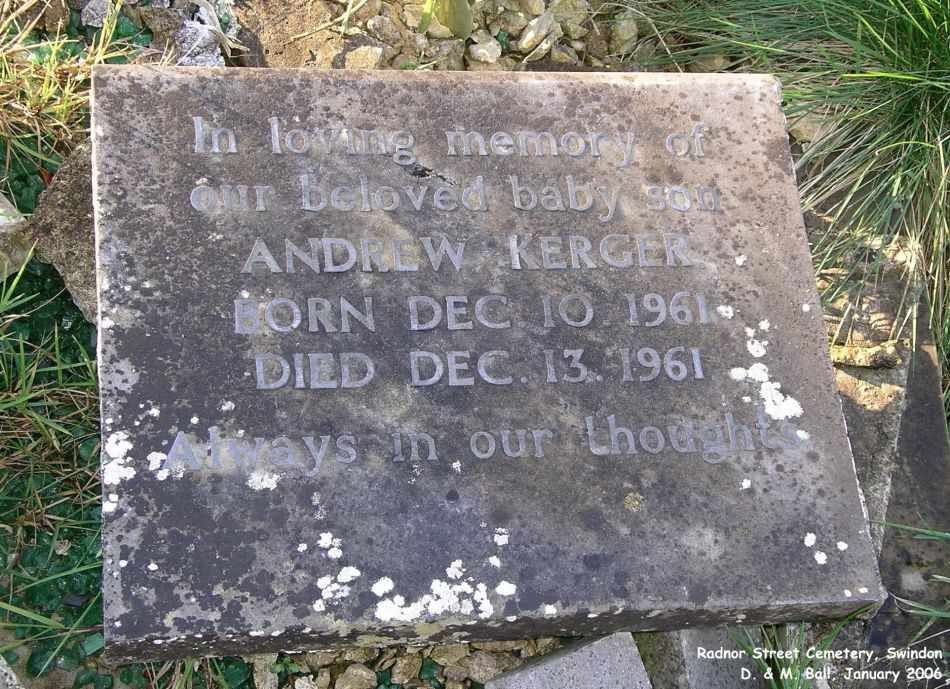 In loving memory of
our beloved baby son
ANDREW KERGER
BORN DEC. 10. 1961
DIED DEC. 13. 1961
Always in our thoughts.
Radnor Street Cemetery, Swindon
D. & M. Ball, January 2006